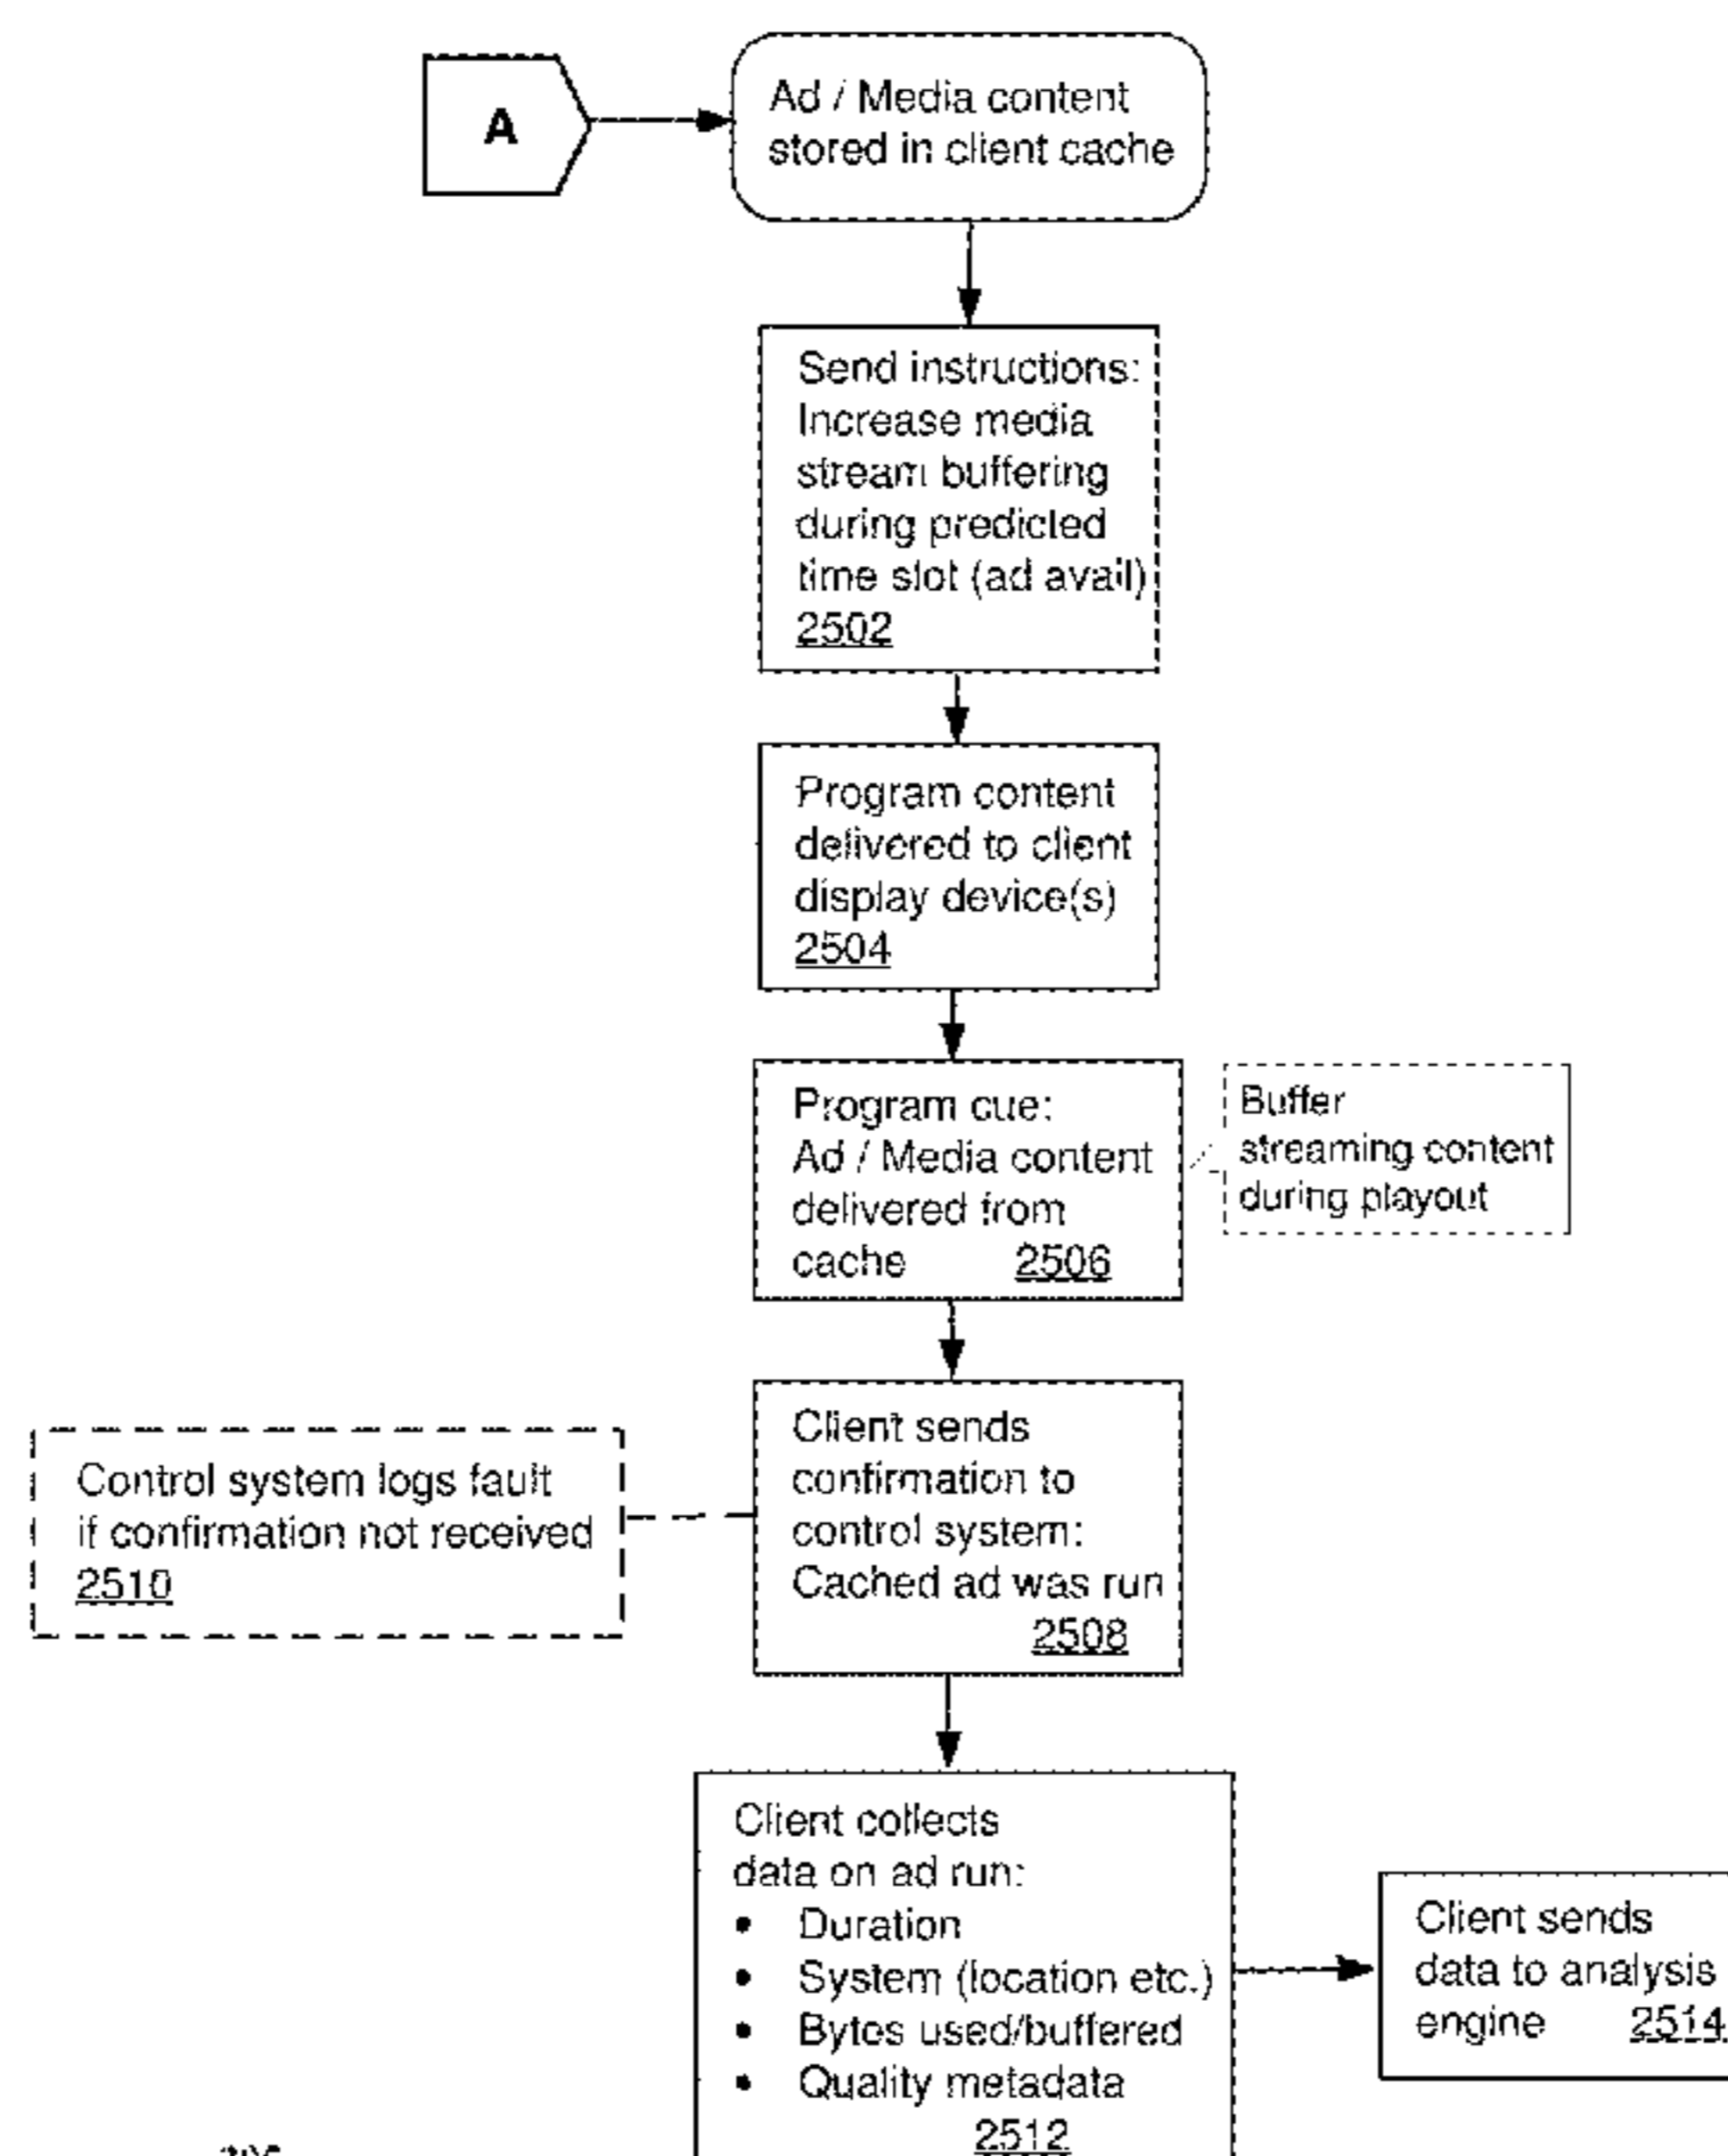 A
Ad / Media content
stored in client cache
Send instructions:
Increase media
stream buffering
during predicted
time slot (ad avail)
2502
Program content
delivered to client
display device(s)
2504
Program cue:
Ad / Media content
delivered from
cache 2506
Buffer
streaming content
during playout
Client sends
confirmation to
control system:
Cached ad was run
2508
Control system logs fault
if confirmation not received
2510
Client collects
data on ad run:
• Duration
• System (location etc.)
• Bytes used/buffered
• Quality metadata
2512
Client sends
data to analysis
engine 2514